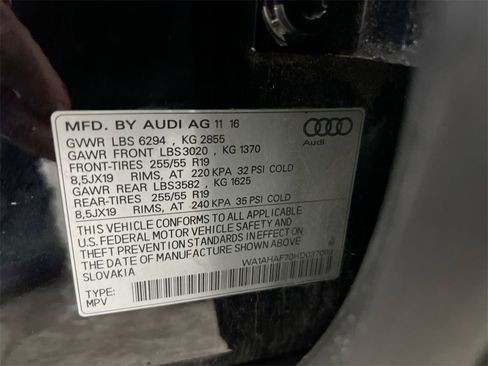 MFD. BY AUDI AG 11 16
GVWR LBS 6294 , KG 2855
GAWR FRONT LBS3020 , KG 1370
FRONT-TIRES 255/55 R19
8,5JX19 RIMS, AT 220 KPA 32 PSI COLD
GAWR REAR LBS3582 , KG 1625
REAR-TIRES 255/55 R19
8,5JX19 RIMS, AT 240 KPA 35 PSI COLD
THIS VEHICLE CONFORMS TO ALL APPLICABLE
U.S. FEDERAL MOTOR VEHICLE SAFETY AND
THEFT PREVENTION STANDARDS IN EFFECT ON
THE DATE OF MANUFACTURE SHOWN ABOVE
SLOVAKIA
Audi
TYPE:
MPV